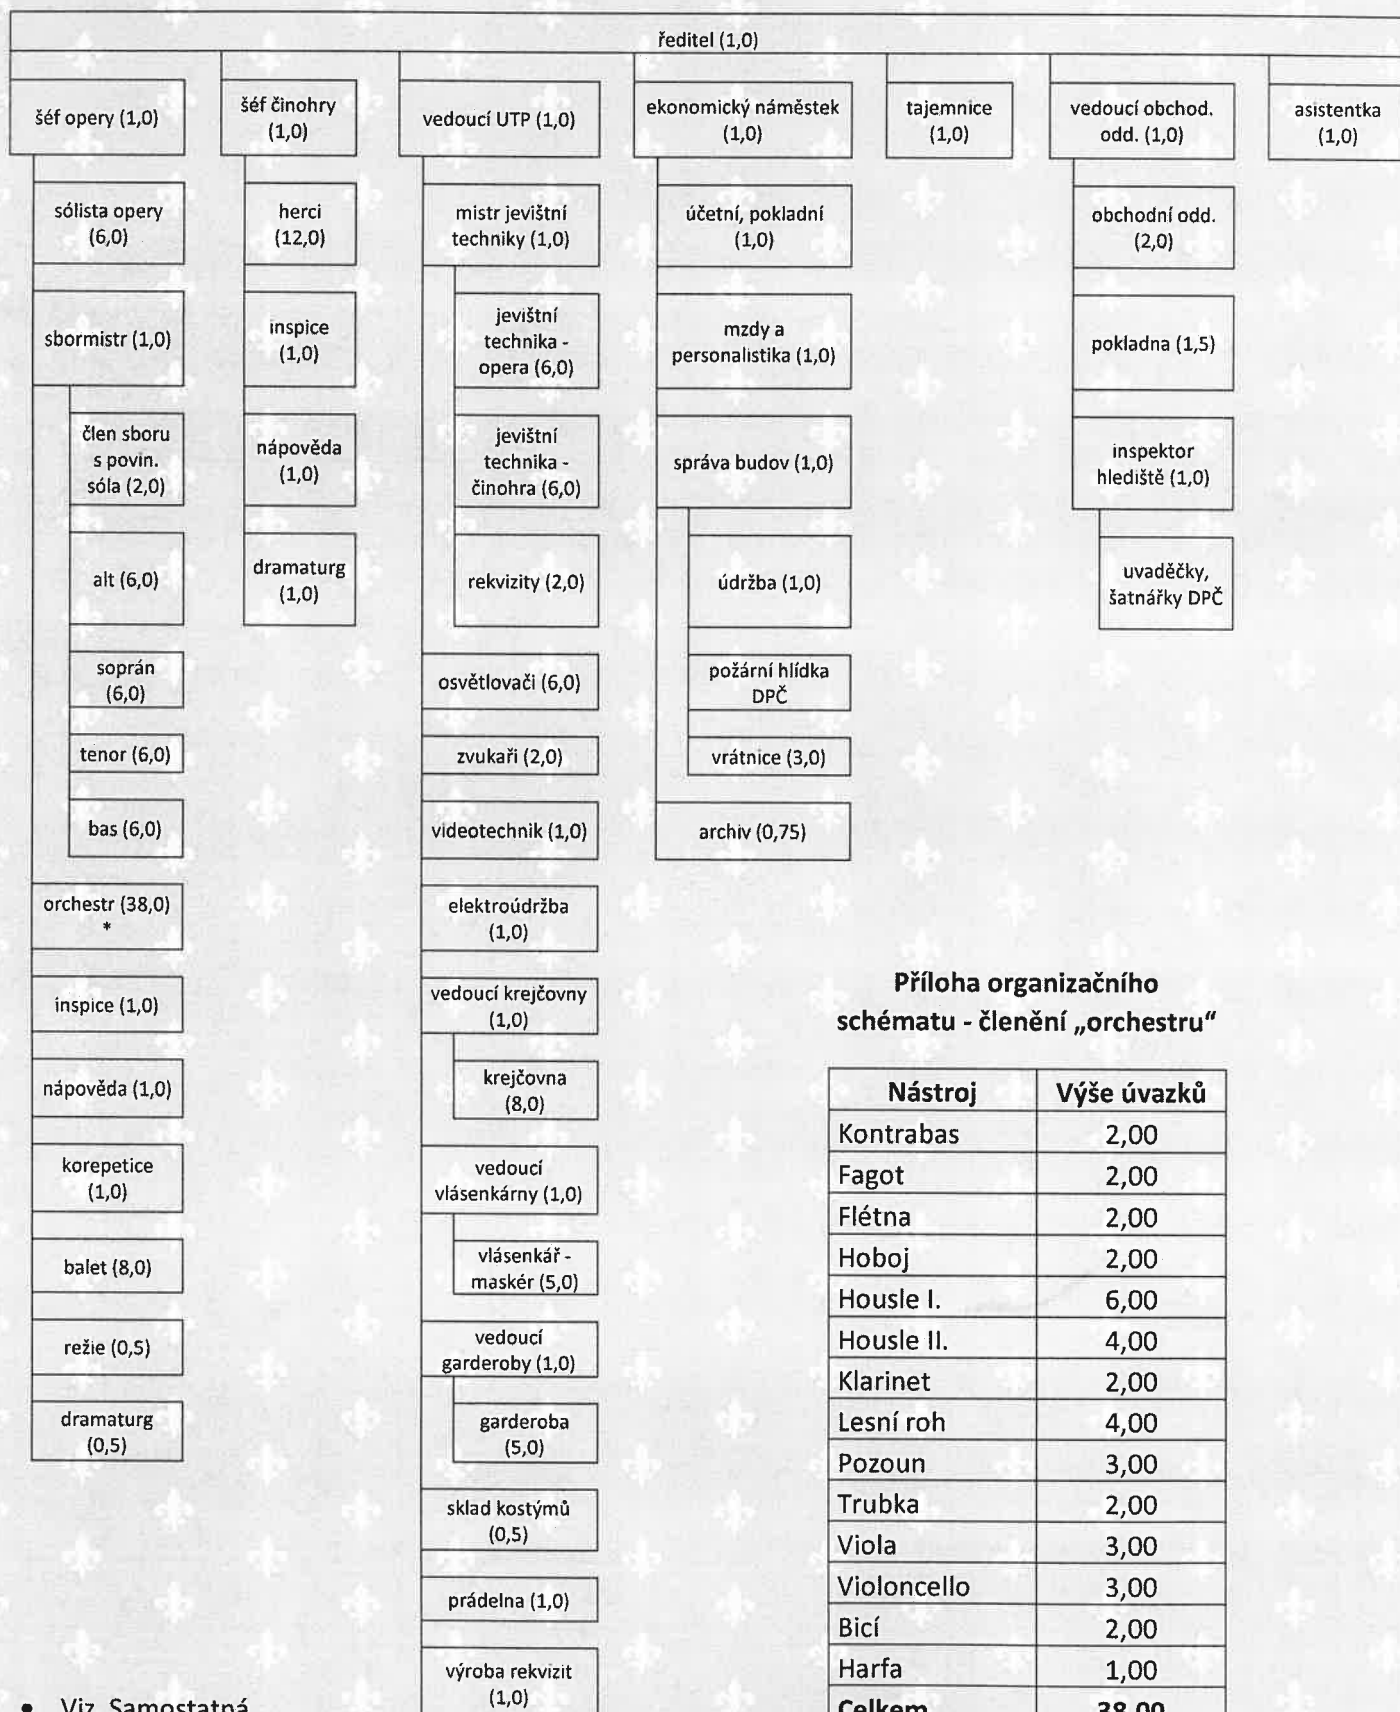 ředitel (1,0)
šéf opery (1,0)
sólista opery
(6,0)
sbormistr (1,0)
člen sboru
s povin.
sóla (2,0)
alt (6,0)
soprán
(6,0)
tenor (6,0)
bas (6,0)
orchestr (38,0)
*
inspice (1,0)
nápověda (1,0)
korepetice
(1,0)
balet (8,0)
režie (0,5)
dramaturg
(0,5)
šéf činohry
(1,0)
herci
(12,0)
inspice
(1,0)
nápověda
(1,0)
dramaturg
(1,0)
vedoucí UTP (1,0)
mistr jevištní
techniky (1,0)
jevištní
technika -
opera (6,0)
jevištní
technika -
činohra (6,0)
rekvizity (2,0)
osvětlovači (6,0)
zvukaři (2,0)
videotechnik (1,0)
elektroúdržba
(1,0)
vedoucí krejčovny
(1,0)
krejčovna
(8,0)
vedoucí
vlásenkárny (1,0)
vlásenkář -
maskér (5,0)
vedoucí
garderoby (1,0)
garderoba
(5,0)
sklad kostýmů
(0,5)
prádelna (1,0)
výroba rekvizit
(1,0)
ekonomický náměstek
(1,0)
účetní, pokladní
(1,0)
mzdy a
personalistika (1,0)
správa budov (1,0)
údržba (1,0)
požární hlídka
DPČ
vrátnice (3,0)
archiv (0,75)
tajemnice
(1,0)
vedoucí obchod.
odd. (1,0)
obchodní odd.
(2,0)
pokladna (1,5)
inspektor
hlediště (1,0)
uvaděčky,
šatnářky DPČ
asistentka
(1,0)
Příloha organizačního
schématu - členění „orchestru“
Nástroj Výše úvazků
Kontrabas 2,00
Fagot 2,00
Flétna 2,00
Hoboj 2,00
Housle I. 6,00
Housle II. 4,00
Klarinet 2,00
Lesní roh 4,00
Pozoun 3,00
Trubka 2,00
Viola 3,00
Violoncello 3,00
Bicí 2,00
Harfa 1,00
Celkem 38,00
• Viz. Samostatná